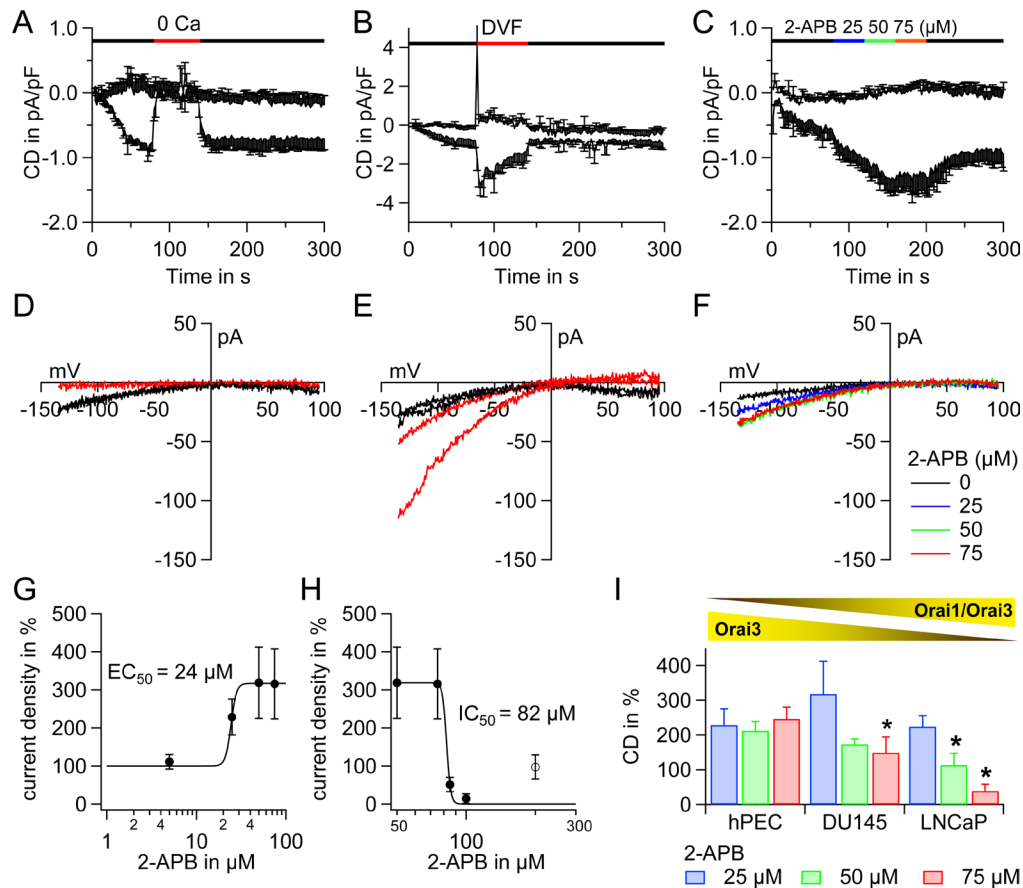 A
0 Ca
CD in pA/pF
1.0
0.0
-1.0
-2.0
0 100 200 300
Time in s
B
DVF
CD in pA/pF
4
2
0
-2
-4
0 100 200 300
Time in s
C
2-APB 25 50 75 (µM)
CD in pA/pF
1.0
0.0
-1.0
-2.0
0 100 200 300
Time in s
D
50
pA
mV
-150 -50 50 100
-50
-100
-150
E
50
pA
mV
-150 -50 50 100
-50
-100
-150
F
50
pA
mV
-150 -50 50 100
-50
-100
-150
2-APB (µM)
0
25
50
75
G
current density in %
500
400
300
200
100
0
EC50 = 24 µM
1 2 4 10 2 4 100
2-APB in µM
H
current density in %
500
400
300
200
100
0
IC50 = 82 µM
50 100 300
2-APB in µM
I
Orai1/Orai3
Orai3
CD in %
400
300
200
100
0
* * *
hPEC DU145 LNCaP
2-APB
25 µM 50 µM 75 µM